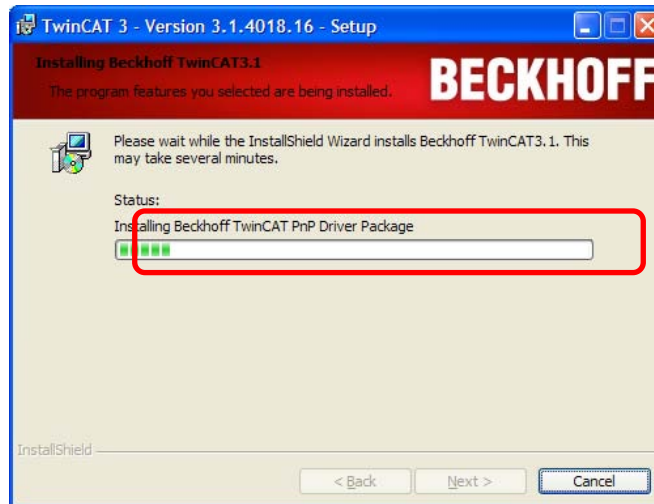 TwinCAT 3 - Version 3.1.4018.16 - Setup
Installing Beckhoff TwinCAT3.1
The program features you selected are being installed.
BECKHOFF
Please wait while the InstallShield Wizard installs Beckhoff TwinCAT3.1. This
may take several minutes.
Status:
Installing Beckhoff TwinCAT PnP Driver Package
InstallShield
< Back
Next >
Cancel